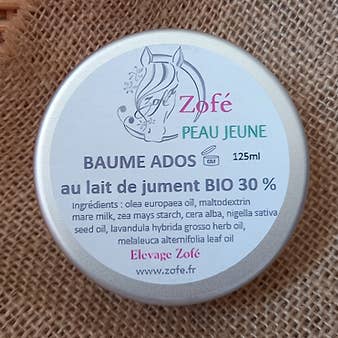 Zofé
Zofé
PEAU JEUNE
BAUME ADOS 125ml
au lait de jument BIO 30 %
Ingrédients : olea europaea oil, maltodextrin
mare milk, zea mays starch, cera alba, nigella sativa
seed oil, lavandula hybrida grosso herb oil,
melaleuca alternifolia leaf oil
Elevage Zofé
www.zofe.fr